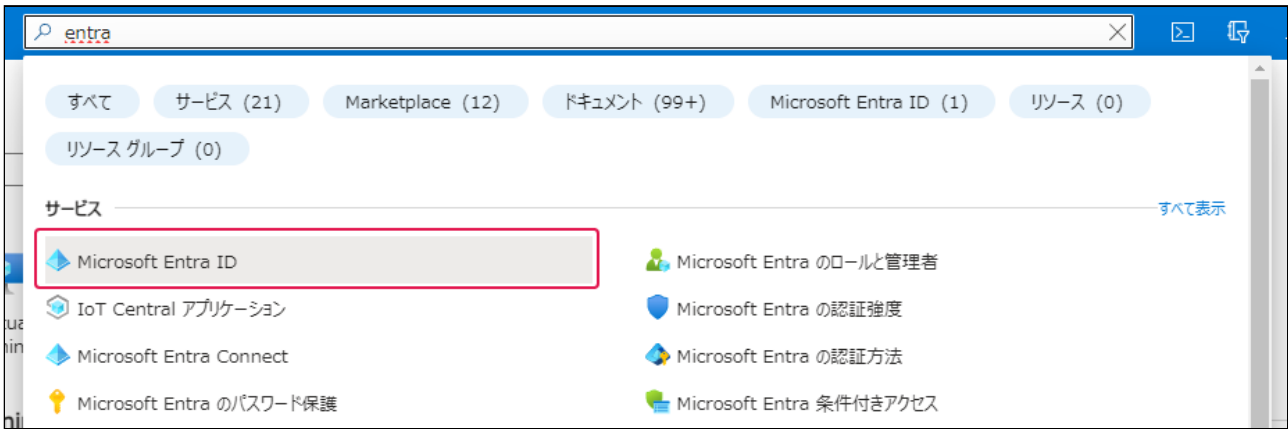 entra
すべて サービス (21) Marketplace (12) ドキュメント (99+) Microsoft Entra ID (1) リソース (0)
リソース グループ (0)
サービス すべて表示
Microsoft Entra ID Microsoft Entra のロールと管理者
IoT Central アプリケーション Microsoft Entra の認証強度
Microsoft Entra Connect Microsoft Entra の認証方法
Microsoft Entra のパスワード保護 Microsoft Entra 条件付きアクセス